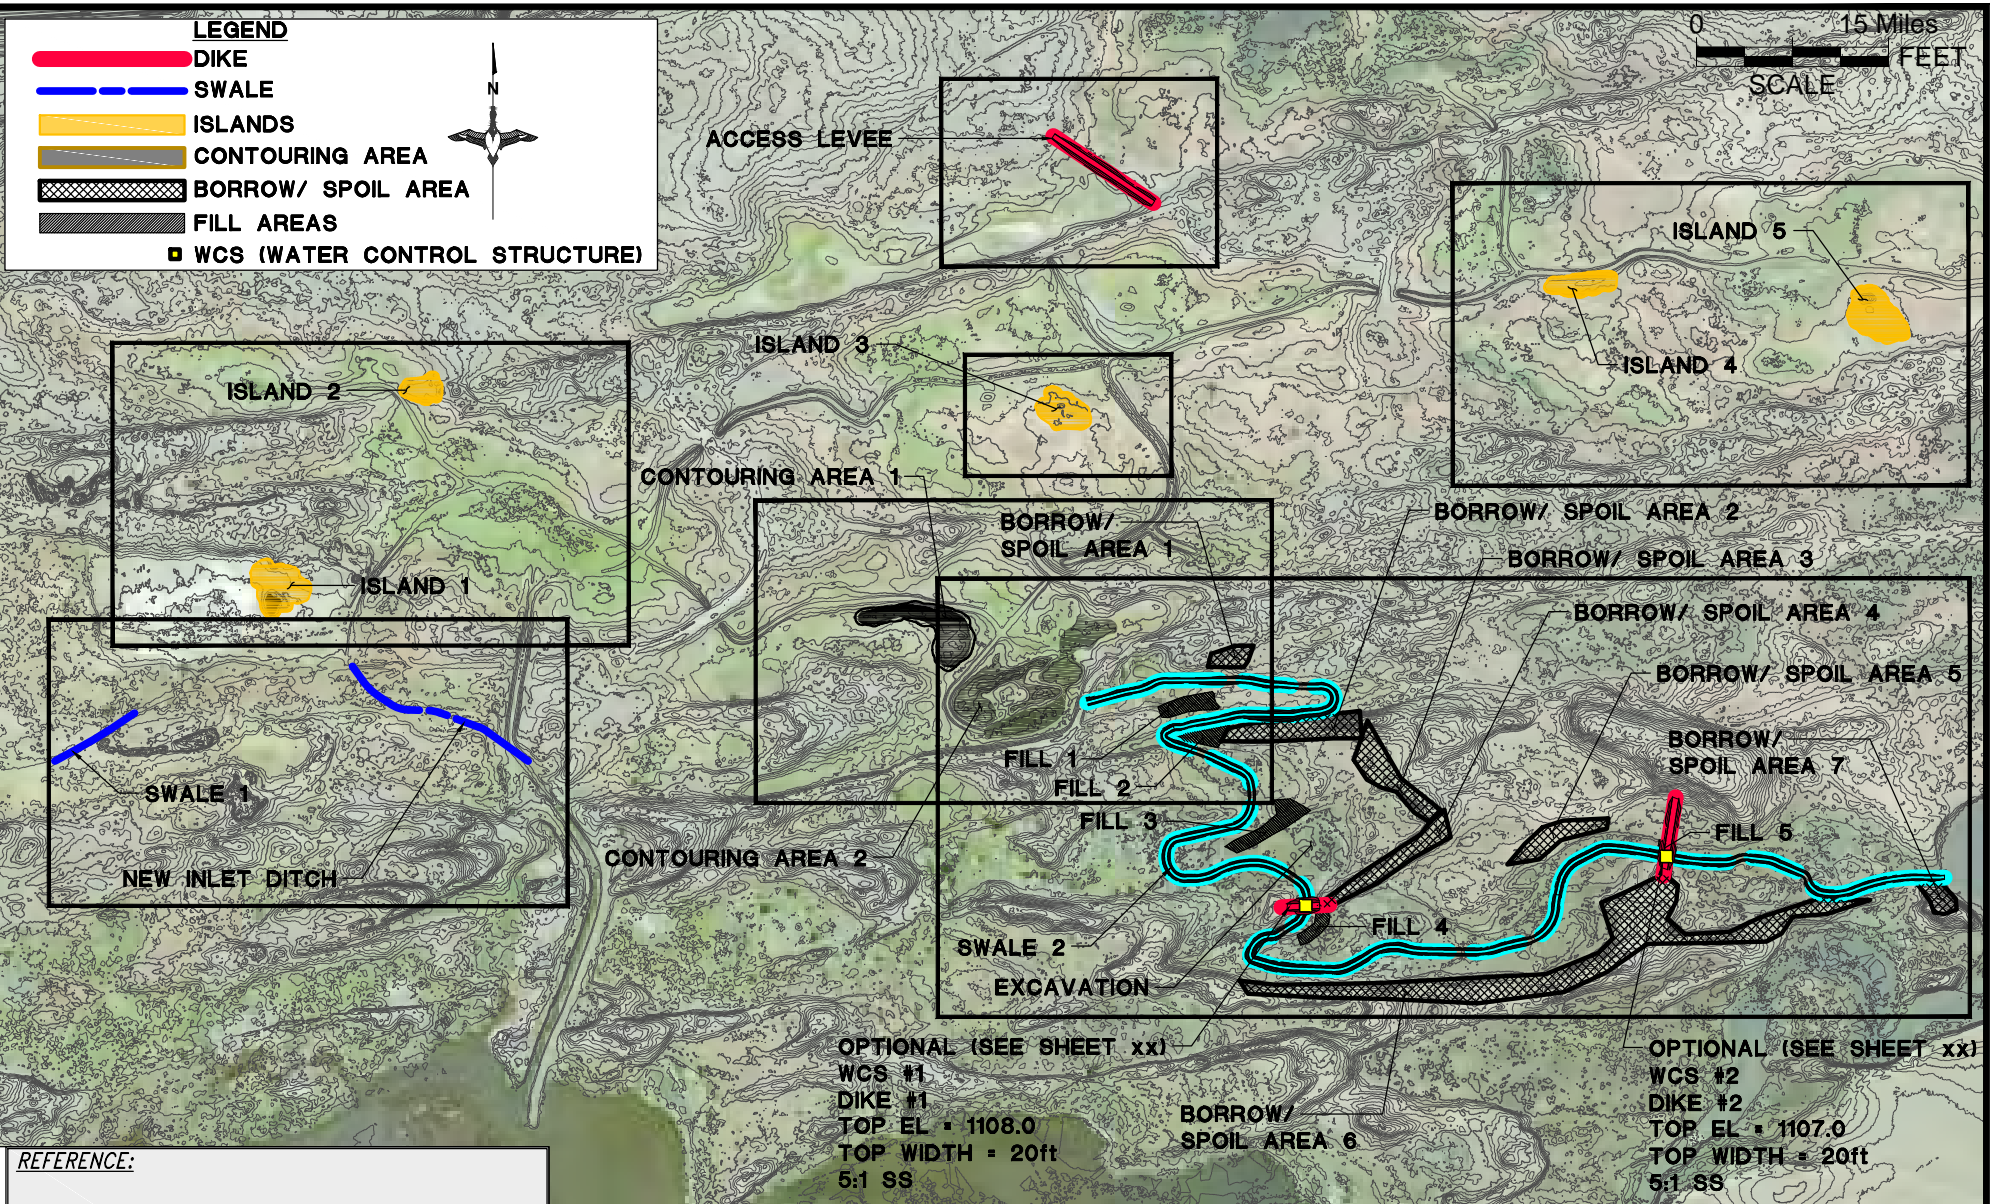 LEGEND
DIKE
SWALE
ISLANDS
CONTOURING AREA
BORROW/ SPOIL AREA
FILL AREAS
WCS (WATER CONTROL STRUCTURE)
N
0 15 Miles
FEET
SCALE
ACCESS LEVEE
ISLAND 5
ISLAND 4
ISLAND 3
ISLAND 2
ISLAND 1
CONTOURING AREA 1
BORROW/
SPOIL AREA 1
BORROW/ SPOIL AREA 2
BORROW/ SPOIL AREA 3
BORROW/ SPOIL AREA 4
BORROW/ SPOIL AREA 5
BORROW/
SPOIL AREA 7
FILL 1
FILL 2
FILL 3
FILL 5
SWALE 1
CONTOURING AREA 2
NEW INLET DITCH
FILL 4
SWALE 2
EXCAVATION
OPTIONAL (SEE SHEET xx)
WCS #1
DIKE #1
TOP EL = 1108.0
TOP WIDTH = 20ft
5:1 SS
BORROW/
SPOIL AREA 6
OPTIONAL (SEE SHEET xx)
WCS #2
DIKE #2
TOP EL = 1107.0
TOP WIDTH = 20ft
5:1 SS
REFERENCE: